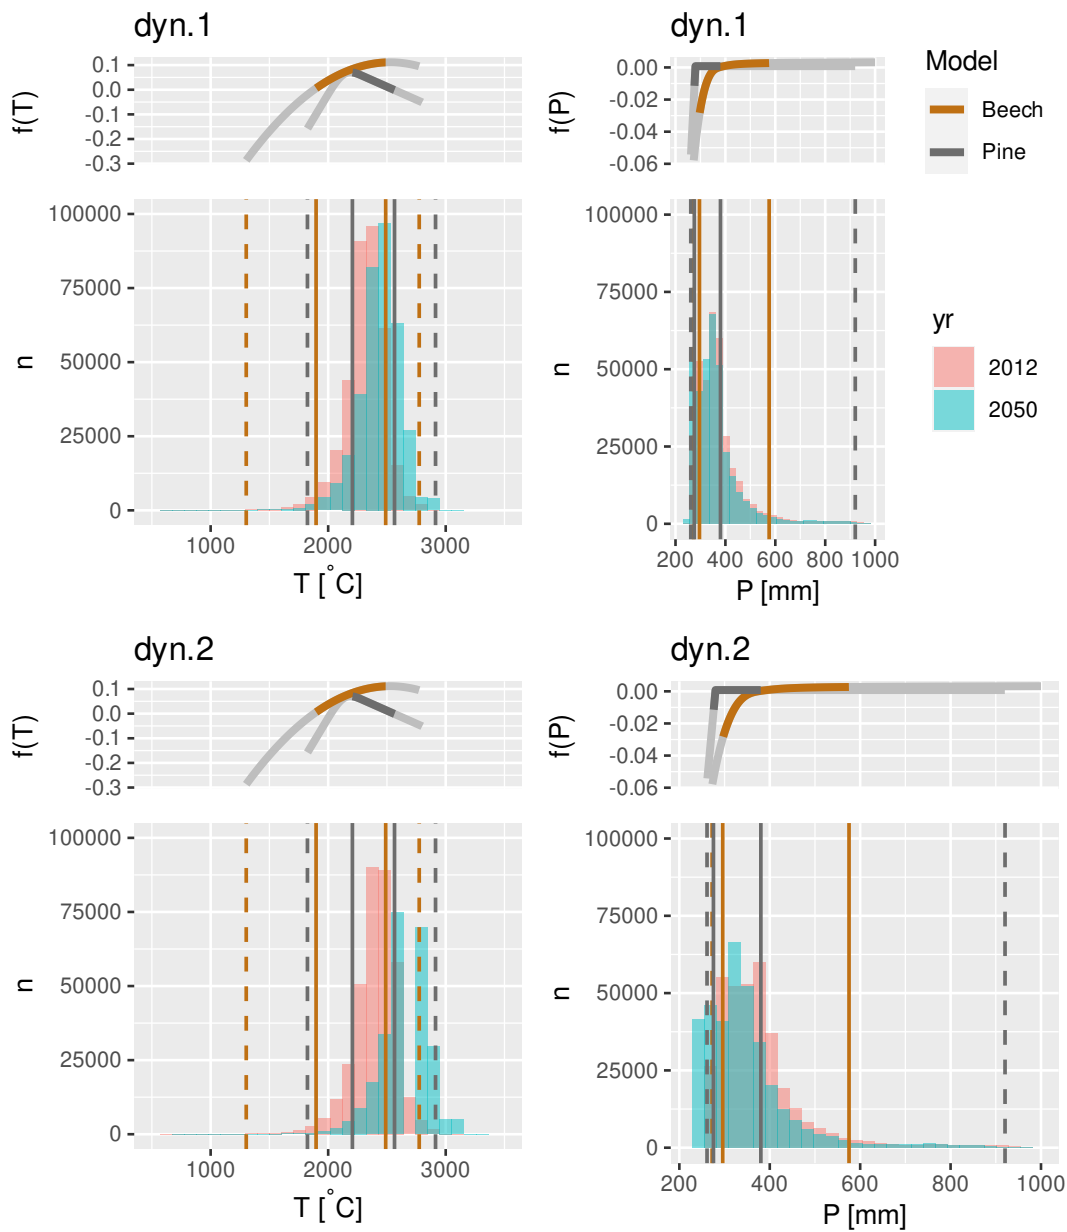 dyn.1
f(T)
0.1
0.0
-0.1
-0.2
-0.3
n
100000
75000
50000
25000
0
1000
2000
3000
T [°C]
dyn.1
f(P)
0.00
-0.02
-0.04
-0.06
n
100000
75000
50000
25000
0
200
400
600
800
1000
P [mm]
Model
Beech
Pine
yr
2012
2050
dyn.2
f(T)
0.1
0.0
-0.1
-0.2
-0.3
n
100000
75000
50000
25000
0
1000
2000
3000
T [°C]
dyn.2
f(P)
0.00
-0.02
-0.04
-0.06
n
100000
75000
50000
25000
0
200
400
600
800
1000
P [mm]